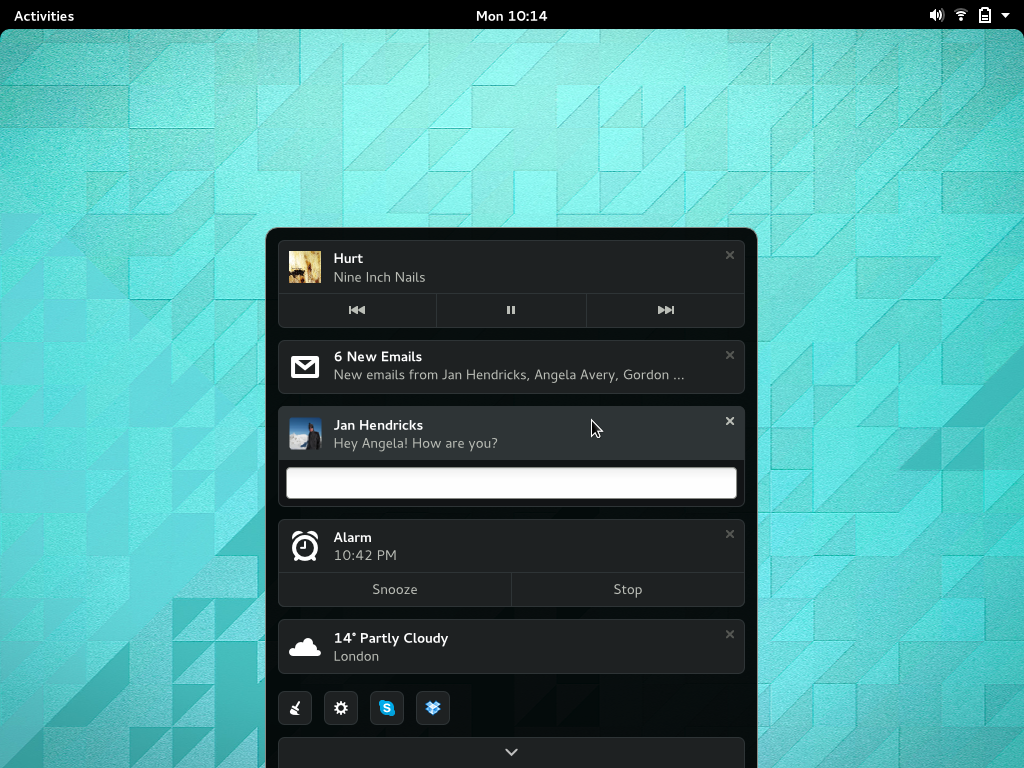 Activities
Mon 10:14
Hurt
Nine Inch Nails
6 New Emails
New emails from Jan Hendricks, Angela Avery, Gordon ...
Jan Hendricks
Hey Angela! How are you?
Alarm
10:42 PM
Snooze
Stop
14° Partly Cloudy
London